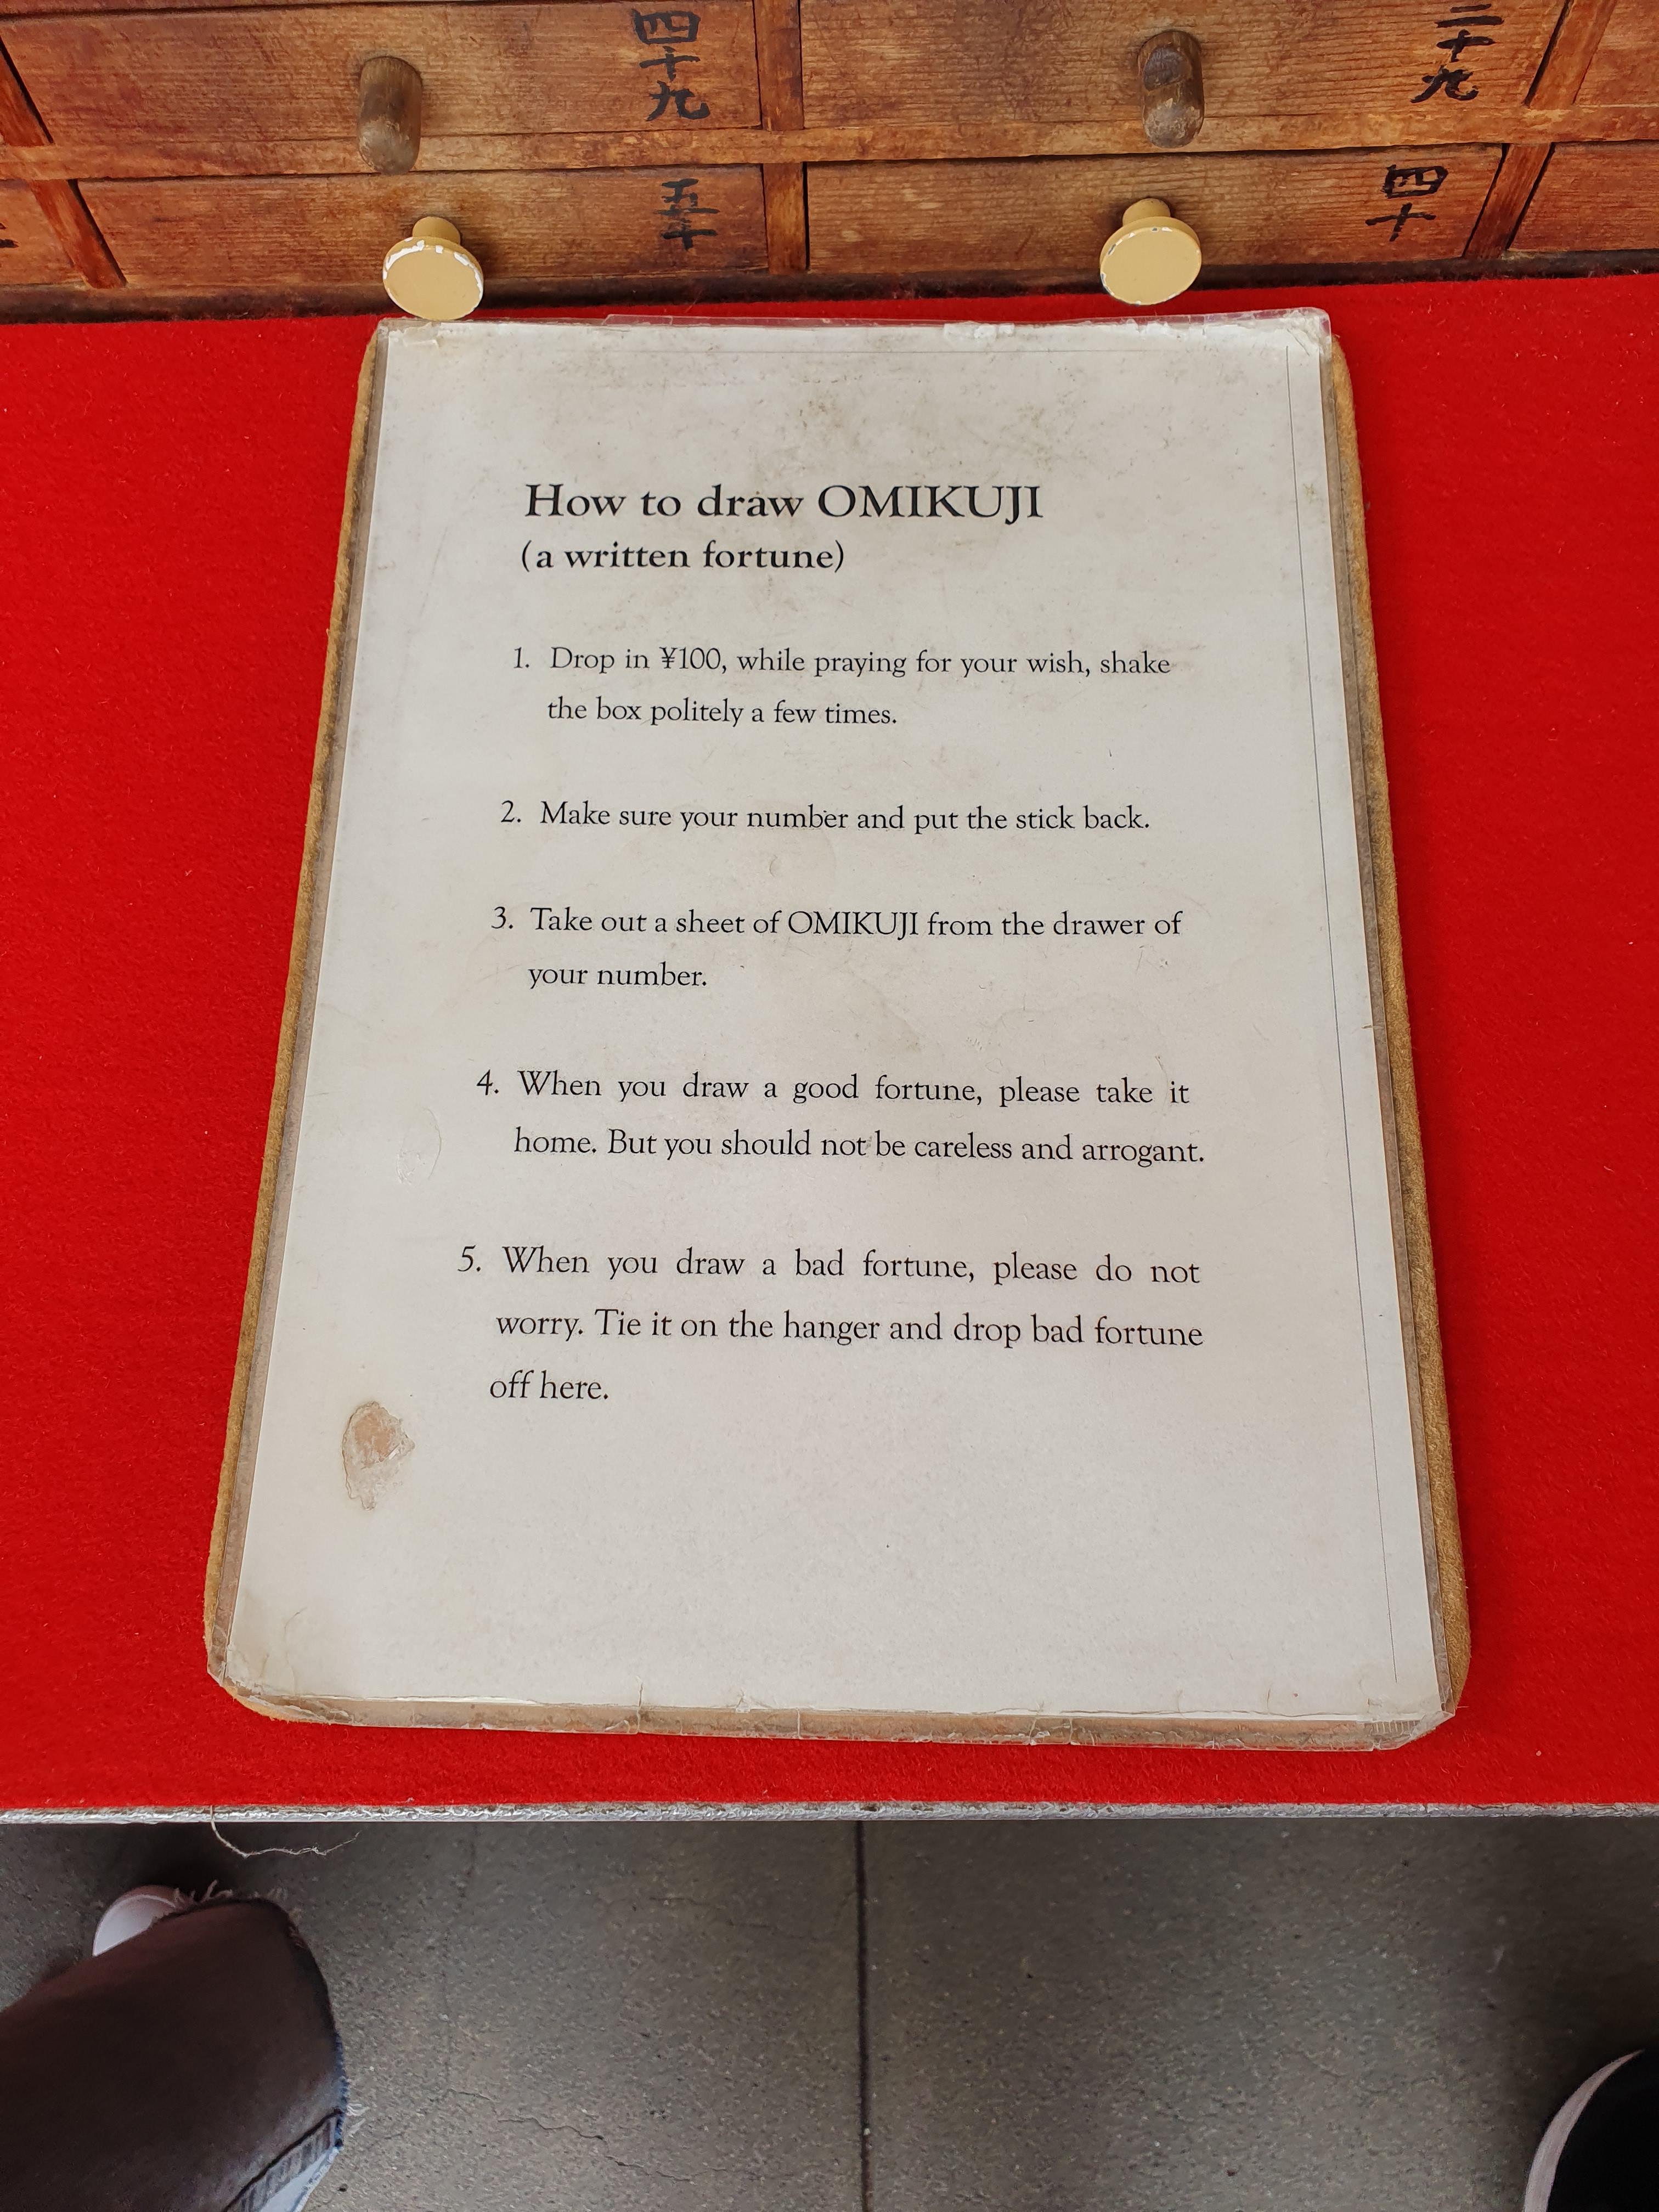 四十九
三十九
五十
四十
How to draw OMIKUJI
(a written fortune)
1. Drop in ¥100, while praying for your wish, shake
the box politely a few times.
2. Make sure your number and put the stick back.
3. Take out a sheet of OMIKUJI from the drawer of
your number.
4. When you draw a good fortune, please take it
home. But you should not be careless and arrogant.
5. When you draw a bad fortune, please do not
worry. Tie it on the hanger and drop bad fortune
off here.